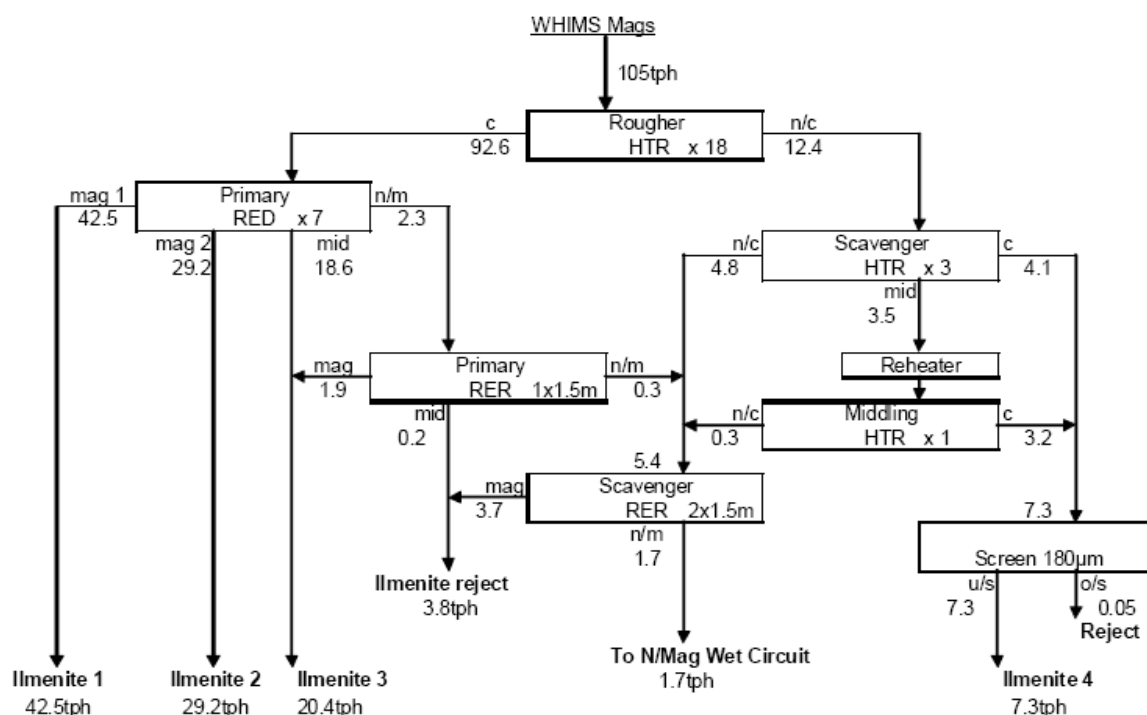 WHIMS Mags
105tph
c
Rougher
n/c
92.6
HTR x 18
12.4
mag 1
Primary
n/m
42.5
RED x 7
2.3
mag 2
mid
29.2
18.6
n/c
Scavenger
c
4.8
HTR x 3
4.1
mid
3.5
mag
Primary
n/m
Reheater
1.9
RER 1x1.5m
0.3
mid
n/c
Middling
c
0.2
0.3
HTR x 1
3.2
5.4
mag
Scavenger
3.7
RER 2x1.5m
7.3
n/m
1.7
Screen 180µm
Ilmenite reject
u/s
o/s
3.8tph
7.3
0.05
Reject
To N/Mag Wet Circuit
1.7tph
Ilmenite 1
Ilmenite 2
Ilmenite 3
Ilmenite 4
42.5tph
29.2tph
20.4tph
7.3tph